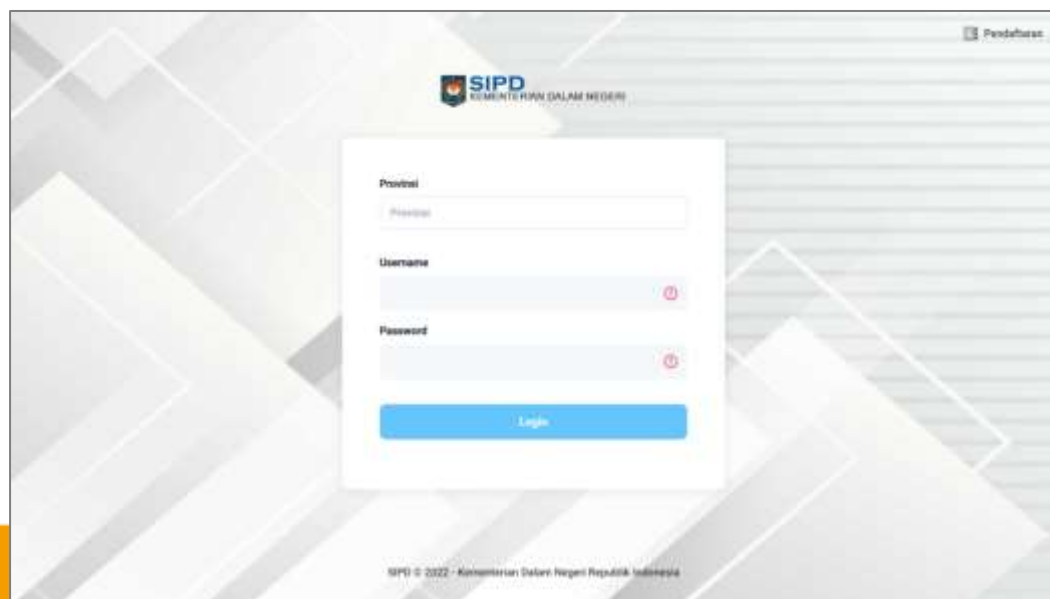 Pendaftaran
SIPD
KEMENTERIAN DALAM NEGERI
Provinsi
Provinsi
Username
Password
Login
SIPD © 2022 - Kementerian Dalam Negeri Republik Indonesia